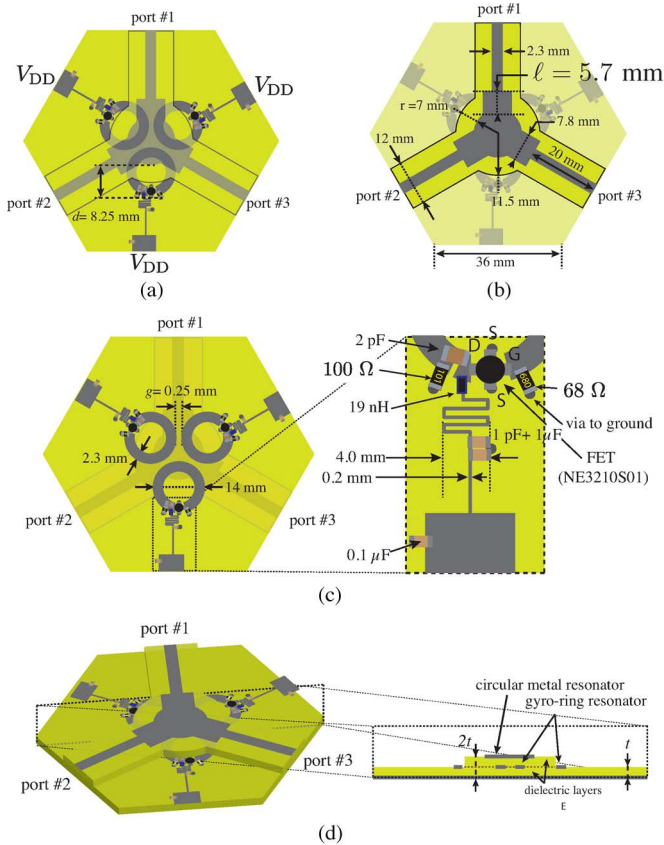 port #1
V_DD
V_DD
port #2
d= 8.25 mm
port #3
V_DD
(a)
port #1
2.3 mm
ℓ = 5.7 mm
r =7 mm
7.8 mm
12 mm
20 mm
port #2
11.5 mm
port #3
36 mm
(b)
port #1
g= 0.25 mm
2.3 mm
14 mm
port #2
port #3
2 pF
D
S
G
100 Ω
101
680
68 Ω
19 nH
S
via to ground
1 pF+ 1µF
FET
(NE3210S01)
4.0 mm
0.2 mm
0.1 µF
(c)
port #1
port #2
port #3
circular metal resonator
gyro-ring resonator
2t
t
dielectric layers
ε
(d)